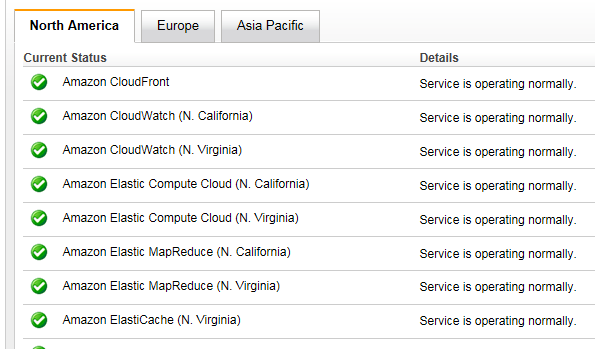 North America Europe Asia Pacific
Current Status Details
Amazon CloudFront Service is operating normally.
Amazon CloudWatch (N. California) Service is operating normally.
Amazon CloudWatch (N. Virginia) Service is operating normally.
Amazon Elastic Compute Cloud (N. California) Service is operating normally.
Amazon Elastic Compute Cloud (N. Virginia) Service is operating normally.
Amazon Elastic MapReduce (N. California) Service is operating normally.
Amazon Elastic MapReduce (N. Virginia) Service is operating normally.
Amazon ElastiCache (N. Virginia) Service is operating normally.